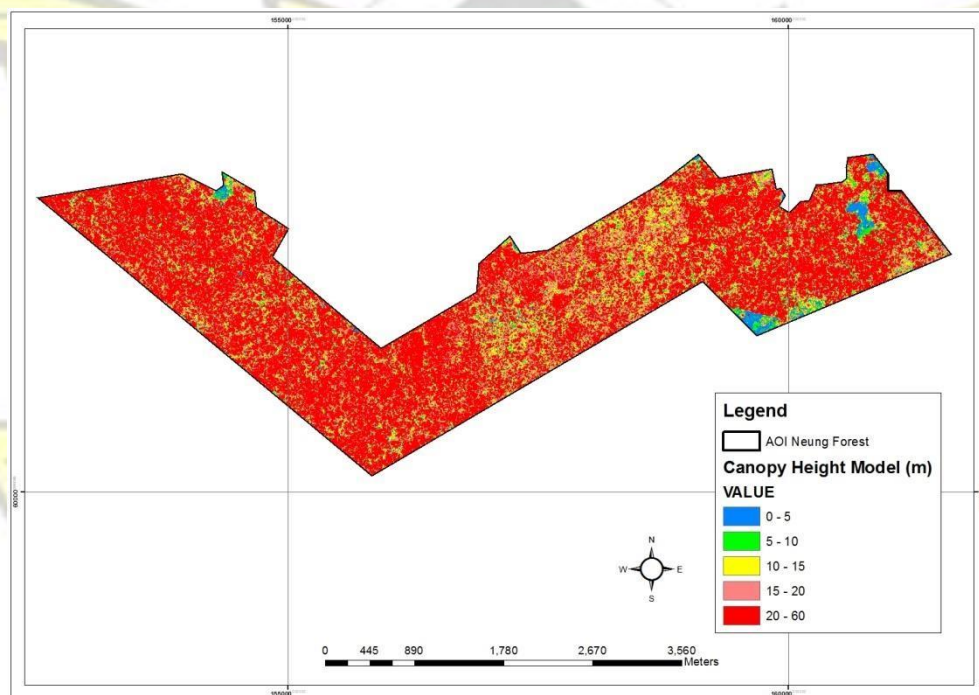 155000
160000
Legend
AOI Neung Forest
Canopy Height Model (m)
VALUE
0 - 5
5 - 10
10 - 15
15 - 20
20 - 60
60000
N
W E
S
0 445 890 1,780 2,670 3,560
Meters
155000
160000